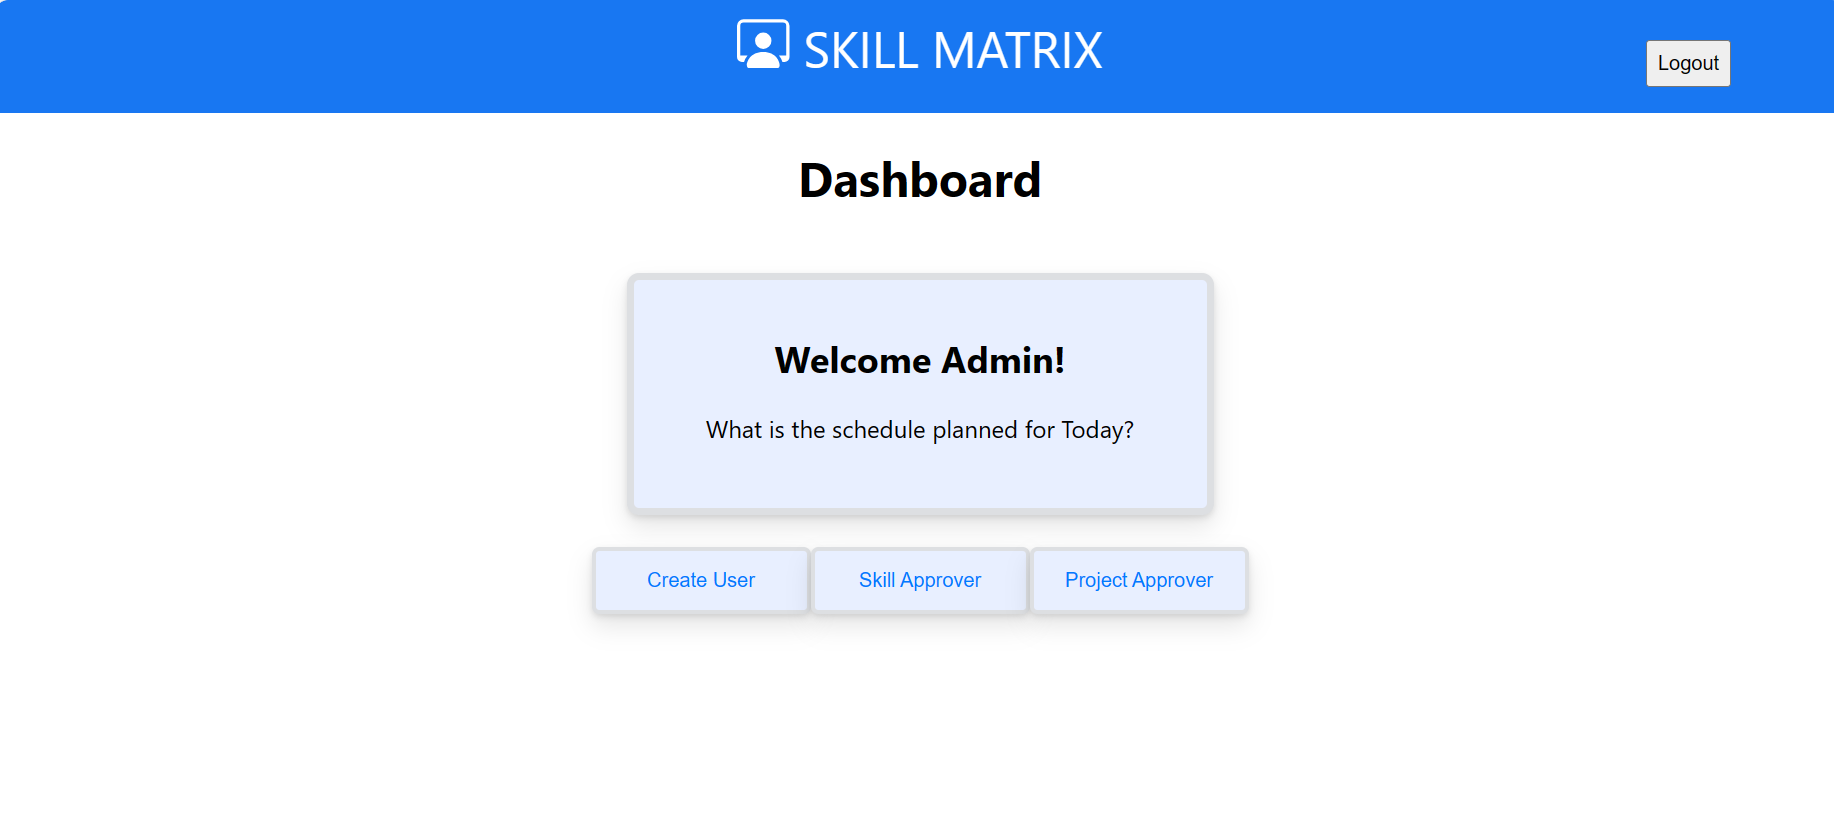 SKILL MATRIX
Logout
Dashboard
Welcome Admin!
What is the schedule planned for Today?
Create User
Skill Approver
Project Approver